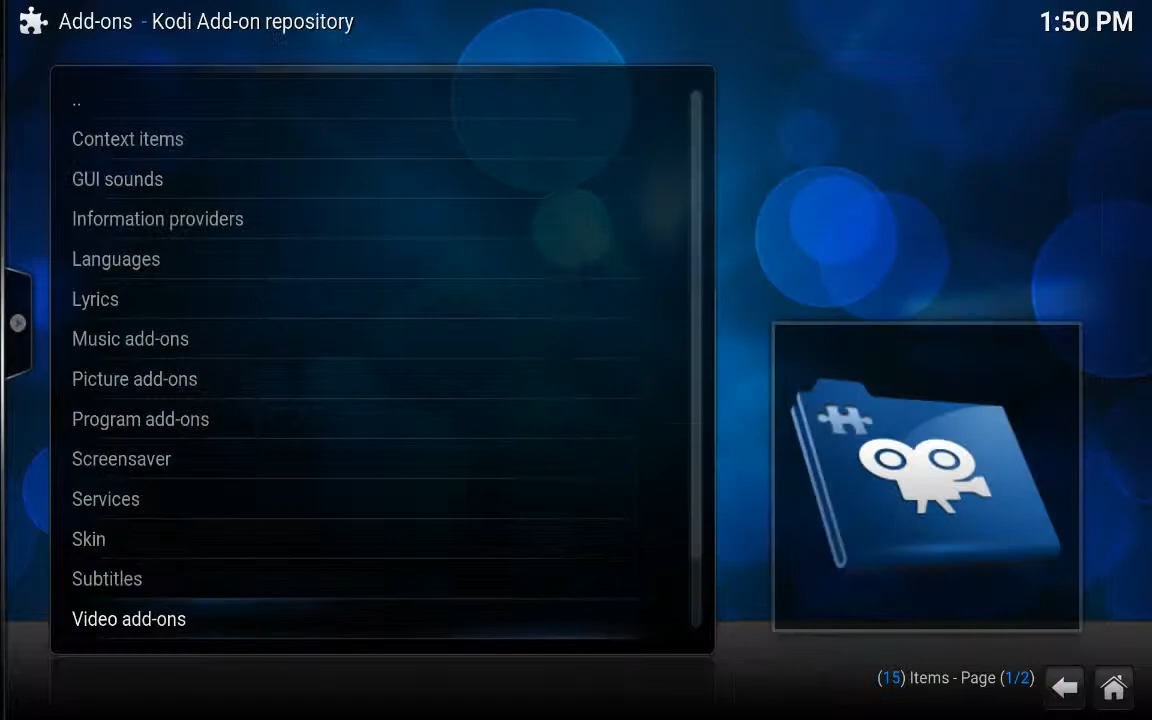 Add-ons - Kodi Add-on repository
1:50 PM
..
Context items
GUI sounds
Information providers
Languages
Lyrics
Music add-ons
Picture add-ons
Program add-ons
Screensaver
Services
Skin
Subtitles
Video add-ons
(15) Items - Page (1/2)